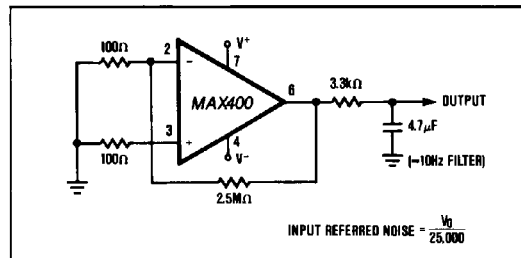 100Ω
2
V+
7
−
MAX400
6
3.3kΩ
OUTPUT
3
+
4
V−
100Ω
4.7µF
(~10Hz FILTER)
2.5MΩ
INPUT REFERRED NOISE = V₀
25,000